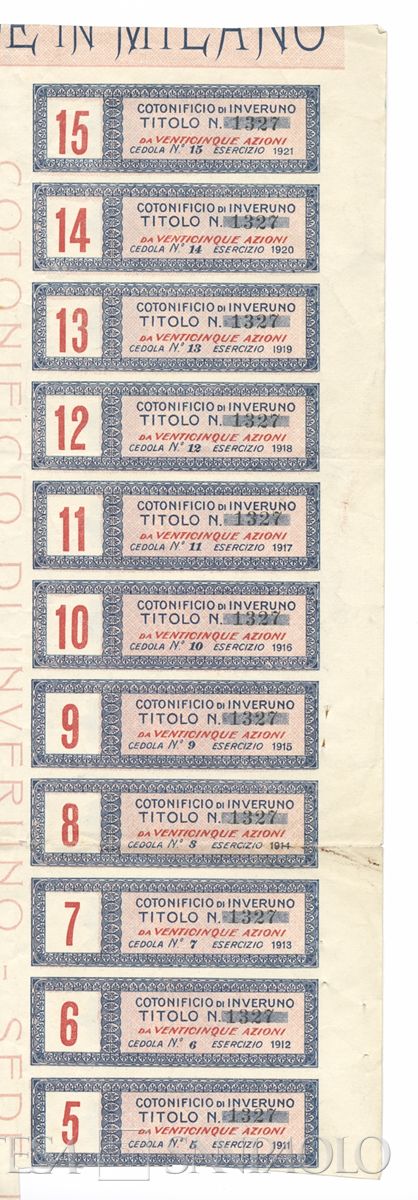 E IN MILANO
15
COTONIFICIO DI INVERUNO
TITOLO N. 1327
DA VENTICINQUE AZIONI
CEDOLA N.º 15 ESERCIZIO 1921
14
COTONIFICIO DI INVERUNO
TITOLO N. 1327
DA VENTICINQUE AZIONI
CEDOLA N.º 14 ESERCIZIO 1920
13
COTONIFICIO DI INVERUNO
TITOLO N. 1327
DA VENTICINQUE AZIONI
CEDOLA N.º 13 ESERCIZIO 1919
12
COTONIFICIO DI INVERUNO
TITOLO N. 1327
DA VENTICINQUE AZIONI
CEDOLA N.º 12 ESERCIZIO 1918
11
COTONIFICIO DI INVERUNO
TITOLO N. 1327
DA VENTICINQUE AZIONI
CEDOLA N.º 11 ESERCIZIO 1917
10
COTONIFICIO DI INVERUNO
TITOLO N. 1327
DA VENTICINQUE AZIONI
CEDOLA N.º 10 ESERCIZIO 1916
9
COTONIFICIO DI INVERUNO
TITOLO N. 1327
DA VENTICINQUE AZIONI
CEDOLA N.º 9 ESERCIZIO 1915
8
COTONIFICIO DI INVERUNO
TITOLO N. 1327
DA VENTICINQUE AZIONI
CEDOLA N.º 8 ESERCIZIO 1914
7
COTONIFICIO DI INVERUNO
TITOLO N. 1327
DA VENTICINQUE AZIONI
CEDOLA N.º 7 ESERCIZIO 1913
6
COTONIFICIO DI INVERUNO
TITOLO N. 1327
DA VENTICINQUE AZIONI
CEDOLA N.º 6 ESERCIZIO 1912
5
COTONIFICIO DI INVERUNO
TITOLO N. 1327
DA VENTICINQUE AZIONI
CEDOLA N.º 5 ESERCIZIO 1911
COTONIFICIO DI INVERUNO - SED
TESA SANPAOLO